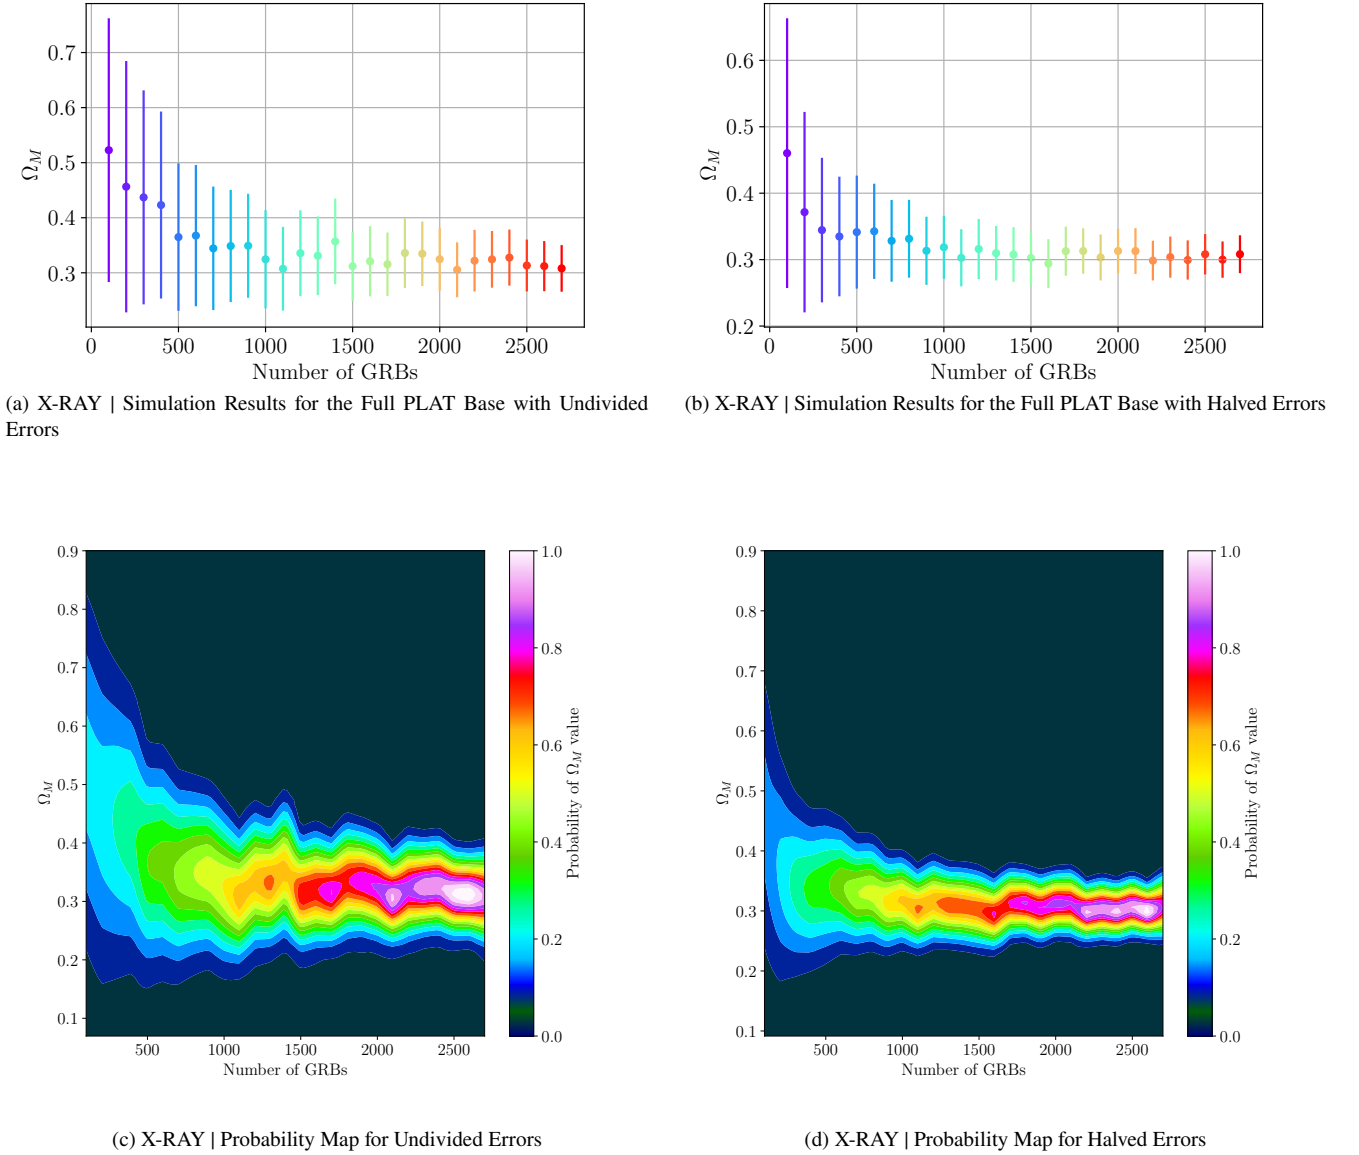 0.7
0.6
0.5
0.4
0.3
Ω_M
0 500 1000 1500 2000 2500
Number of GRBs
(a) X-RAY | Simulation Results for the Full PLAT Base with Undivided
Errors
0.6
0.5
0.4
0.3
0.2
Ω_M
0 500 1000 1500 2000 2500
Number of GRBs
(b) X-RAY | Simulation Results for the Full PLAT Base with Halved Errors
0.9
0.8
0.7
0.6
0.5
0.4
0.3
0.2
0.1
Ω_M
500 1000 1500 2000 2500
Number of GRBs
1.0
0.8
0.6
0.4
0.2
0.0
Probability of Ω_M value
(c) X-RAY | Probability Map for Undivided Errors
0.9
0.8
0.7
0.6
0.5
0.4
0.3
0.2
0.1
Ω_M
500 1000 1500 2000 2500
Number of GRBs
1.0
0.8
0.6
0.4
0.2
0.0
Probability of Ω_M value
(d) X-RAY | Probability Map for Halved Errors